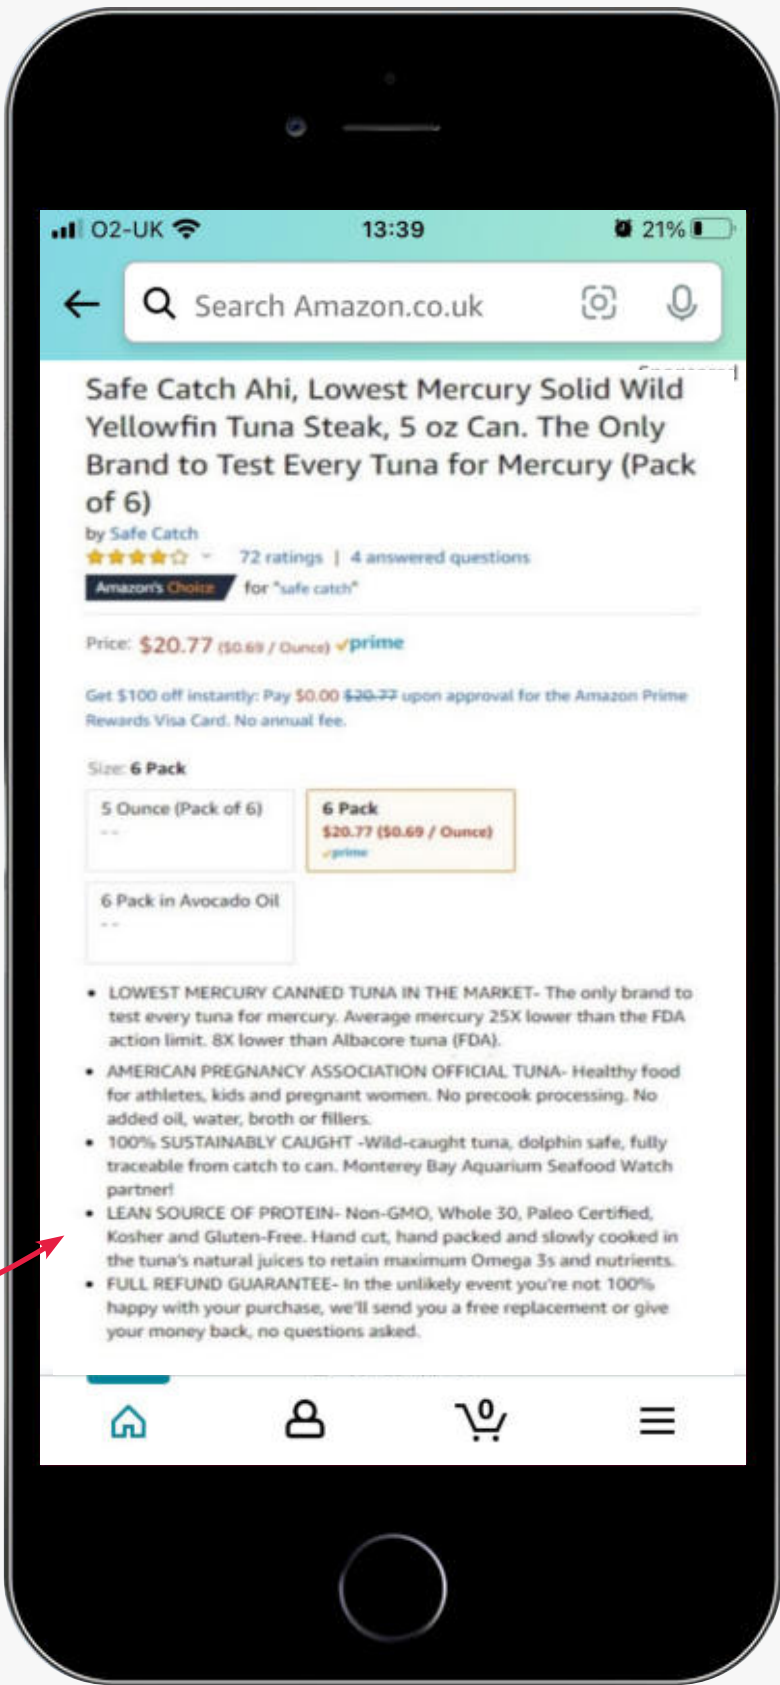 O2-UK 13:39 21%
Search Amazon.co.uk
Safe Catch Ahi, Lowest Mercury Solid Wild
Yellowfin Tuna Steak, 5 oz Can. The Only
Brand to Test Every Tuna for Mercury (Pack
of 6)
by Safe Catch
72 ratings | 4 answered questions
Amazon's Choice for "safe catch"
Price: $20.77 ($0.69 / Ounce) prime
Get $100 off instantly: Pay $0.00 $20.77 upon approval for the Amazon Prime
Rewards Visa Card. No annual fee.
Size: 6 Pack
5 Ounce (Pack of 6)
- -
6 Pack
$20.77 ($0.69 / Ounce)
prime
6 Pack in Avocado Oil
- -
• LOWEST MERCURY CANNED TUNA IN THE MARKET- The only brand to
test every tuna for mercury. Average mercury 25X lower than the FDA
action limit. 8X lower than Albacore tuna (FDA).
• AMERICAN PREGNANCY ASSOCIATION OFFICIAL TUNA- Healthy food
for athletes, kids and pregnant women. No precook processing. No
added oil, water, broth or fillers.
• 100% SUSTAINABLY CAUGHT -Wild-caught tuna, dolphin safe, fully
traceable from catch to can. Monterey Bay Aquarium Seafood Watch
partner!
• LEAN SOURCE OF PROTEIN- Non-GMO, Whole 30, Paleo Certified,
Kosher and Gluten-Free. Hand cut, hand packed and slowly cooked in
the tuna's natural juices to retain maximum Omega 3s and nutrients.
• FULL REFUND GUARANTEE- In the unlikely event you're not 100%
happy with your purchase, we'll send you a free replacement or give
your money back, no questions asked.
0